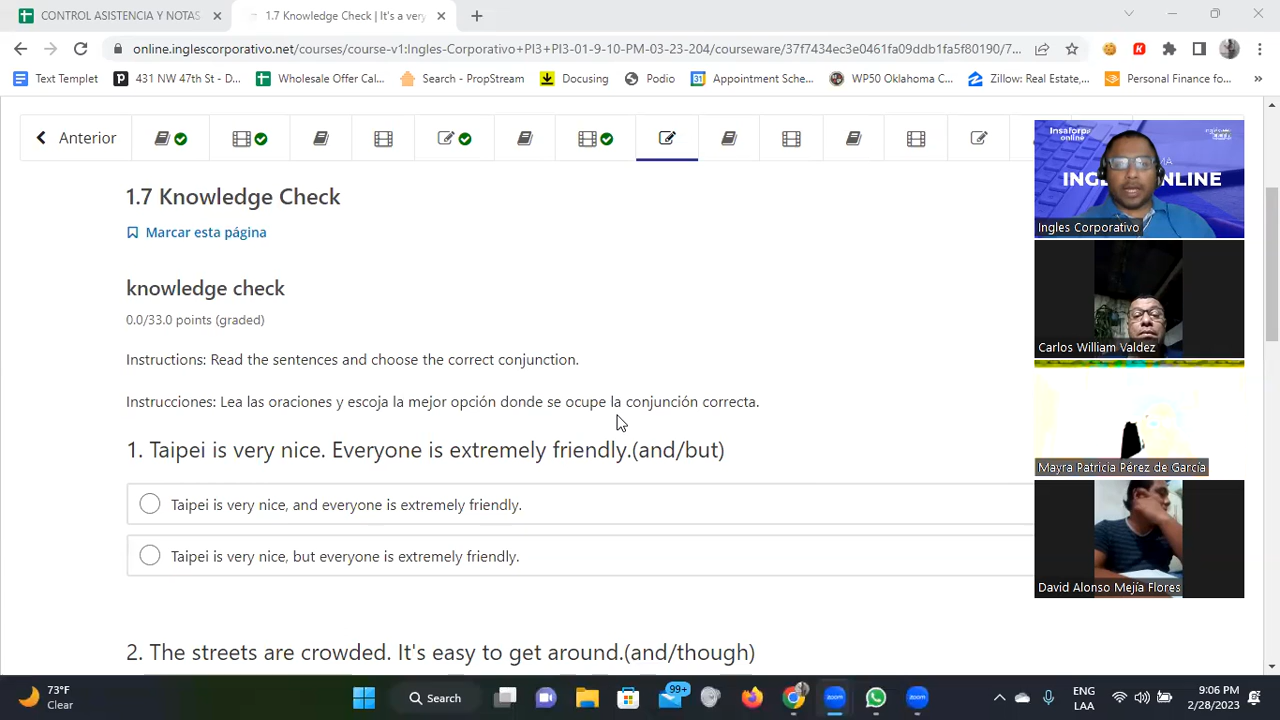 CONTROL ASISTENCIA Y NOTAS
1.7 Knowledge Check | It's a very
online.inglescorporativo.net/courses/course-v1:Ingles-Corporativo+PI3+PI3-01-9-10-PM-03-23-204/courseware/37f7434ec3e0461fa09ddb1fa5f80190/7...
Text Templet
431 NW 47th St - D...
Wholesale Offer Cal...
Search - PropStream
Docusing
Podio
Appointment Sche...
WP50 Oklahoma C...
Zillow: Real Estate,...
Personal Finance fo...
»
Anterior
1.7 Knowledge Check
Marcar esta página
knowledge check
0.0/33.0 points (graded)
Instructions: Read the sentences and choose the correct conjunction.
Instrucciones: Lea las oraciones y escoja la mejor opción donde se ocupe la conjunción correcta.
1. Taipei is very nice. Everyone is extremely friendly.(and/but)
Taipei is very nice, and everyone is extremely friendly.
Taipei is very nice, but everyone is extremely friendly.
2. The streets are crowded. It's easy to get around.(and/though)
Insaforp
online
Ingles Corporativo
Carlos William Valdez
Mayra Patricia Pérez de García
David Alonso Mejía Flores
73°F
Clear
Search
99+
ENG
LAA
9:06 PM
2/28/2023